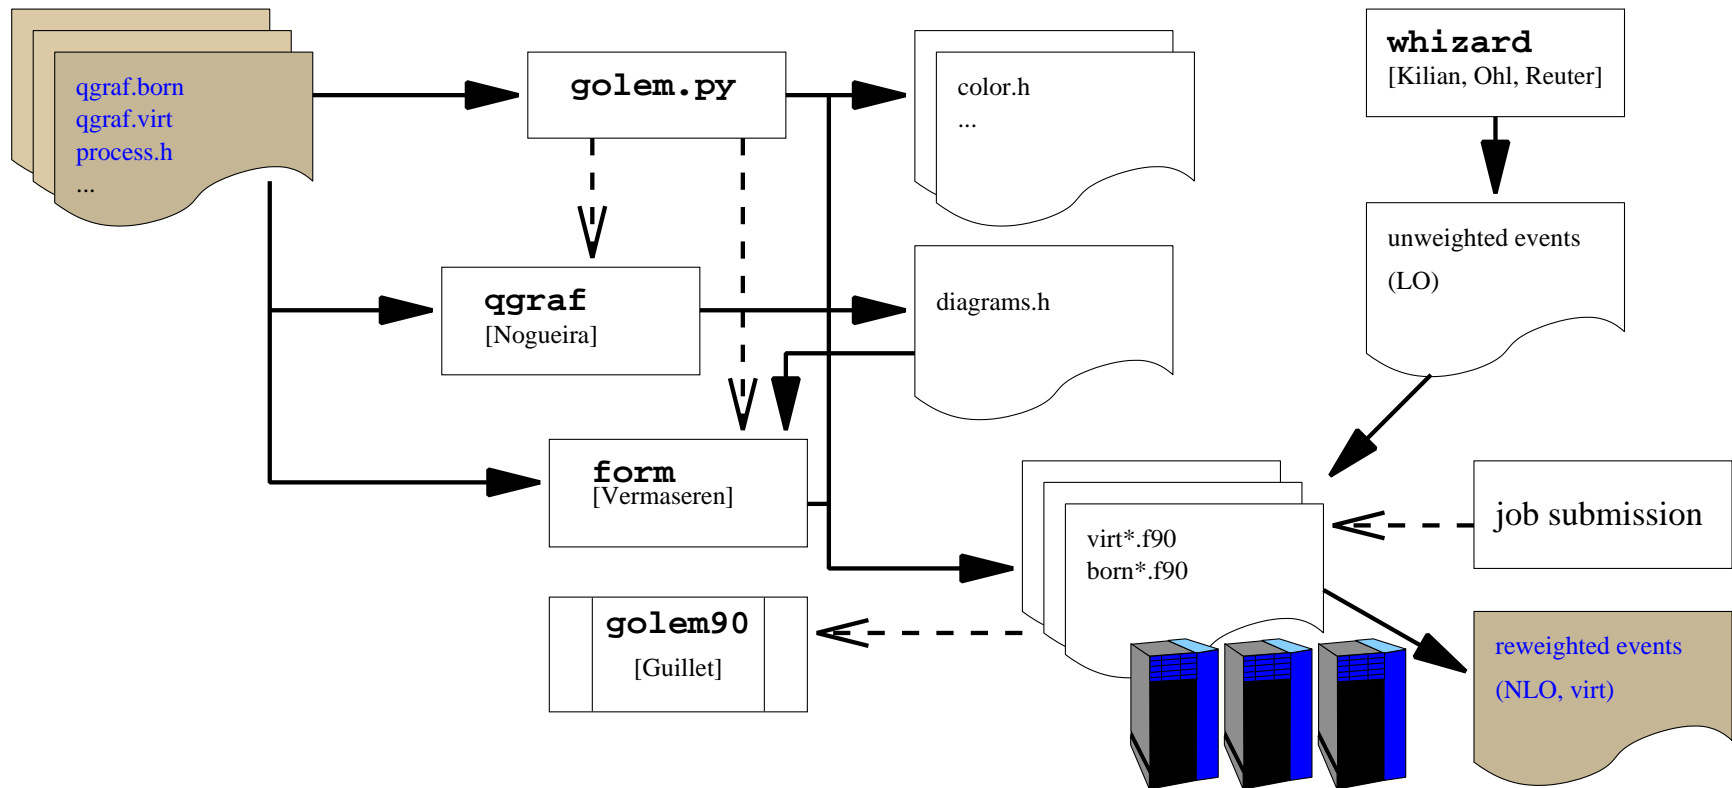 qgraf.born
qgraf.virt
process.h
...
golem.py
color.h
...
whizard
[Kilian, Ohl, Reuter]
unweighted events
(LO)
qgraf
[Nogueira]
diagrams.h
form
[Vermaseren]
virt*.f90
born*.f90
job submission
golem90
[Guillet]
reweighted events
(NLO, virt)